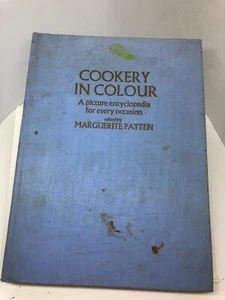 COOKERY
IN COLOUR
A picture encyclopedia
for every occasion
edited by
MARGUERITE PATTEN